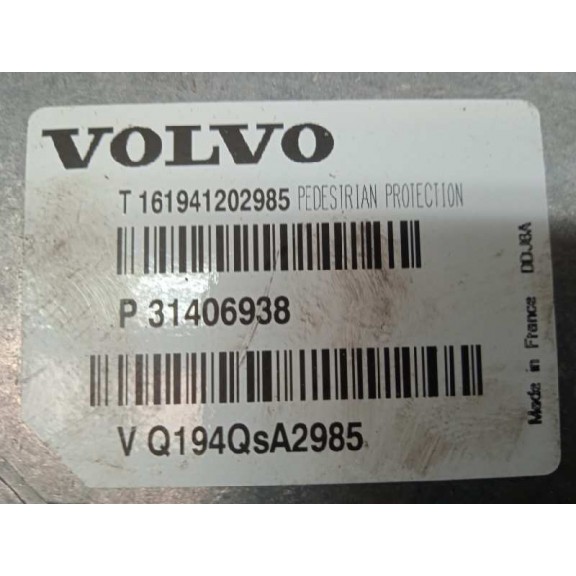 VOLVO
T 161941202985 PEDESTRIAN PROTECTION
P 31406938
V Q194QsA2985
Made in France DDJBA